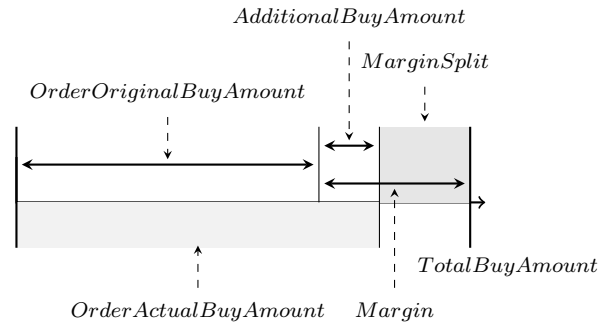 AdditionalBuyAmount
MarginSplit
OrderOriginalBuyAmount
TotalBuyAmount
OrderActualBuyAmount
Margin